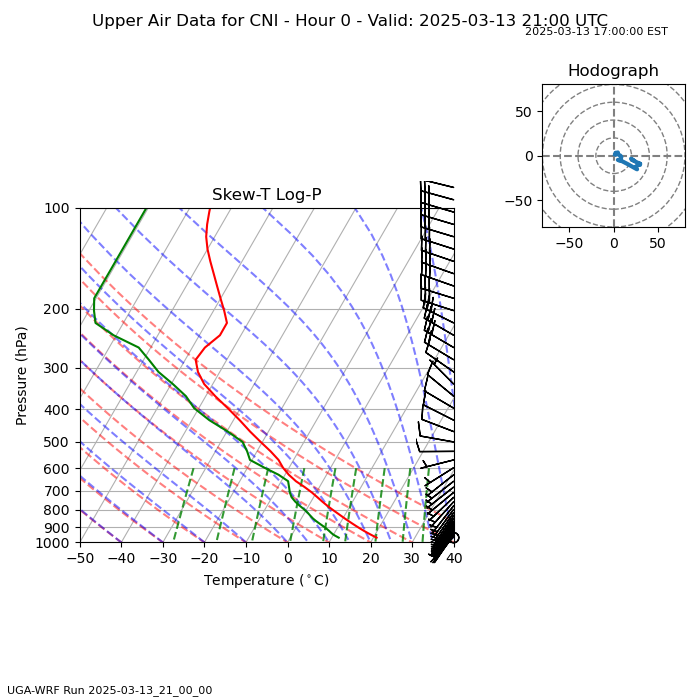 Upper Air Data for CNI - Hour 0 - Valid: 2025-03-13 21:00 UTC
2025-03-13 17:00:00 EST
Hodograph
50
0
−50
−50 0 50
Skew-T Log-P
100
200
300
400
500
600
700
800
900
1000
Pressure (hPa)
−50 −40 −30 −20 −10 0 10 20 30 40
Temperature (°C)
UGA-WRF Run 2025-03-13_21_00_00